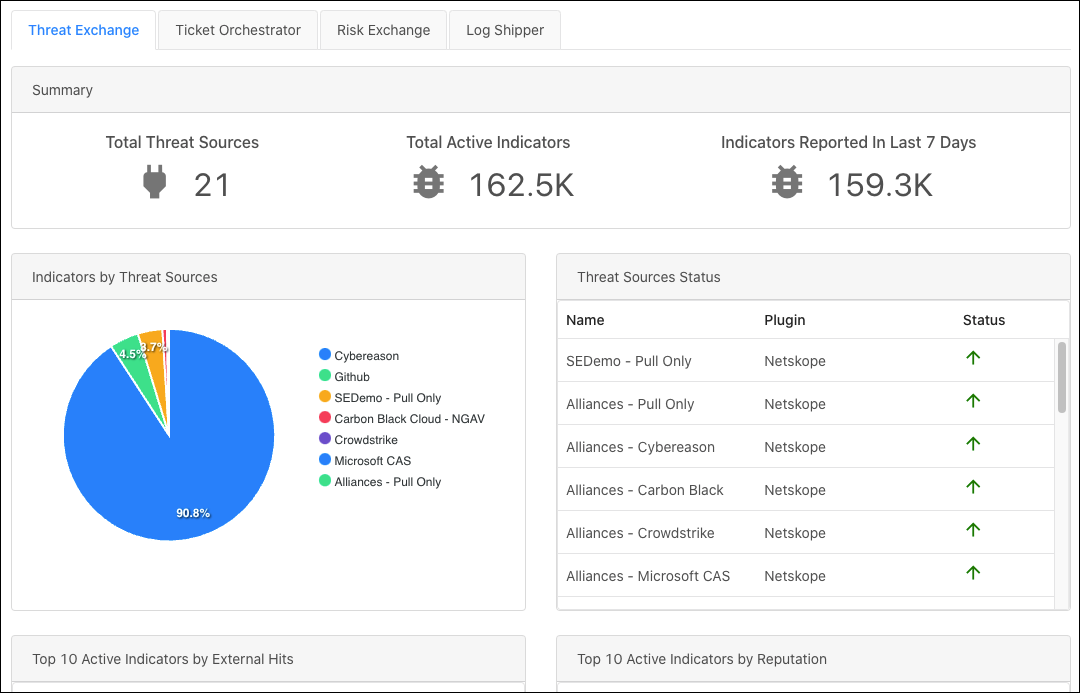 Threat Exchange Ticket Orchestrator Risk Exchange Log Shipper
Summary
Total Threat Sources Total Active Indicators Indicators Reported In Last 7 Days
21 162.5K 159.3K
Indicators by Threat Sources
4.5% 3.7%
90.8%
Cybereason
Github
SEDemo - Pull Only
Carbon Black Cloud - NGAV
Crowdstrike
Microsoft CAS
Alliances - Pull Only
Threat Sources Status
Name Plugin Status
SEDemo - Pull Only Netskope
Alliances - Pull Only Netskope
Alliances - Cybereason Netskope
Alliances - Carbon Black Netskope
Alliances - Crowdstrike Netskope
Alliances - Microsoft CAS Netskope
Top 10 Active Indicators by External Hits
Top 10 Active Indicators by Reputation